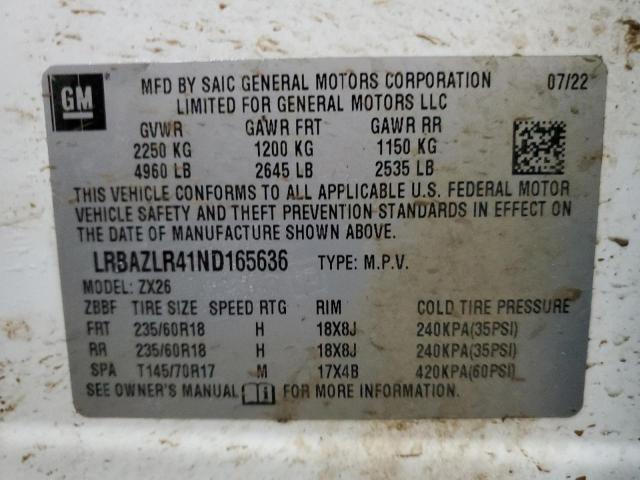 GM
MFD BY SAIC GENERAL MOTORS CORPORATION 07/22
LIMITED FOR GENERAL MOTORS LLC
GVWR GAWR FRT GAWR RR
2250 KG 1200 KG 1150 KG
4960 LB 2645 LB 2535 LB
THIS VEHICLE CONFORMS TO ALL APPLICABLE U.S. FEDERAL MOTOR
VEHICLE SAFETY AND THEFT PREVENTION STANDARDS IN EFFECT ON
THE DATE OF MANUFACTURE SHOWN ABOVE.
LRBAZLR41ND165636 TYPE: M.P.V.
MODEL: ZX26
ZBBF TIRE SIZE SPEED RTG RIM COLD TIRE PRESSURE
FRT 235/60R18 H 18X8J 240KPA(35PSI)
RR 235/60R18 H 18X8J 240KPA(35PSI)
SPA T145/70R17 M 17X4B 420KPA(60PSI)
SEE OWNER'S MANUAL FOR MORE INFORMATION.